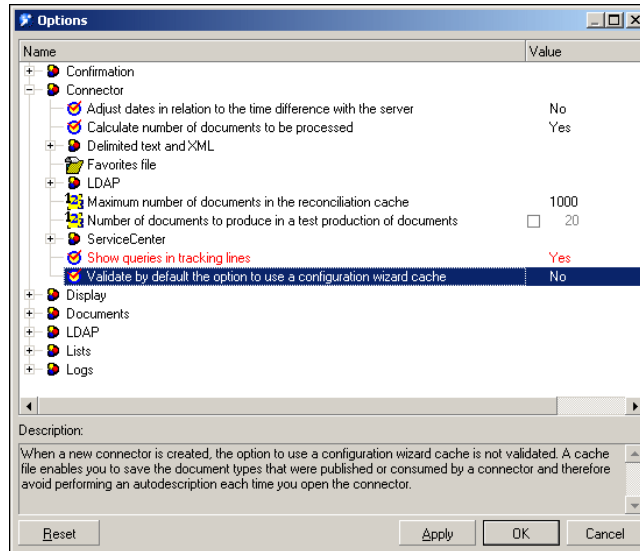 Options
Name Value
Confirmation
Connector
Adjust dates in relation to the time difference with the server No
Calculate number of documents to be processed Yes
Delimited text and XML
Favorites file
LDAP
Maximum number of documents in the reconciliation cache 1000
Number of documents to produce in a test production of documents 20
ServiceCenter
Show queries in tracking lines Yes
Validate by default the option to use a configuration wizard cache No
Display
Documents
LDAP
Lists
Logs
Description:
When a new connector is created, the option to use a configuration wizard cache is not validated. A cache
file enables you to save the document types that were published or consumed by a connector and therefore
avoid performing an autodescription each time you open the connector.
Reset Apply OK Cancel